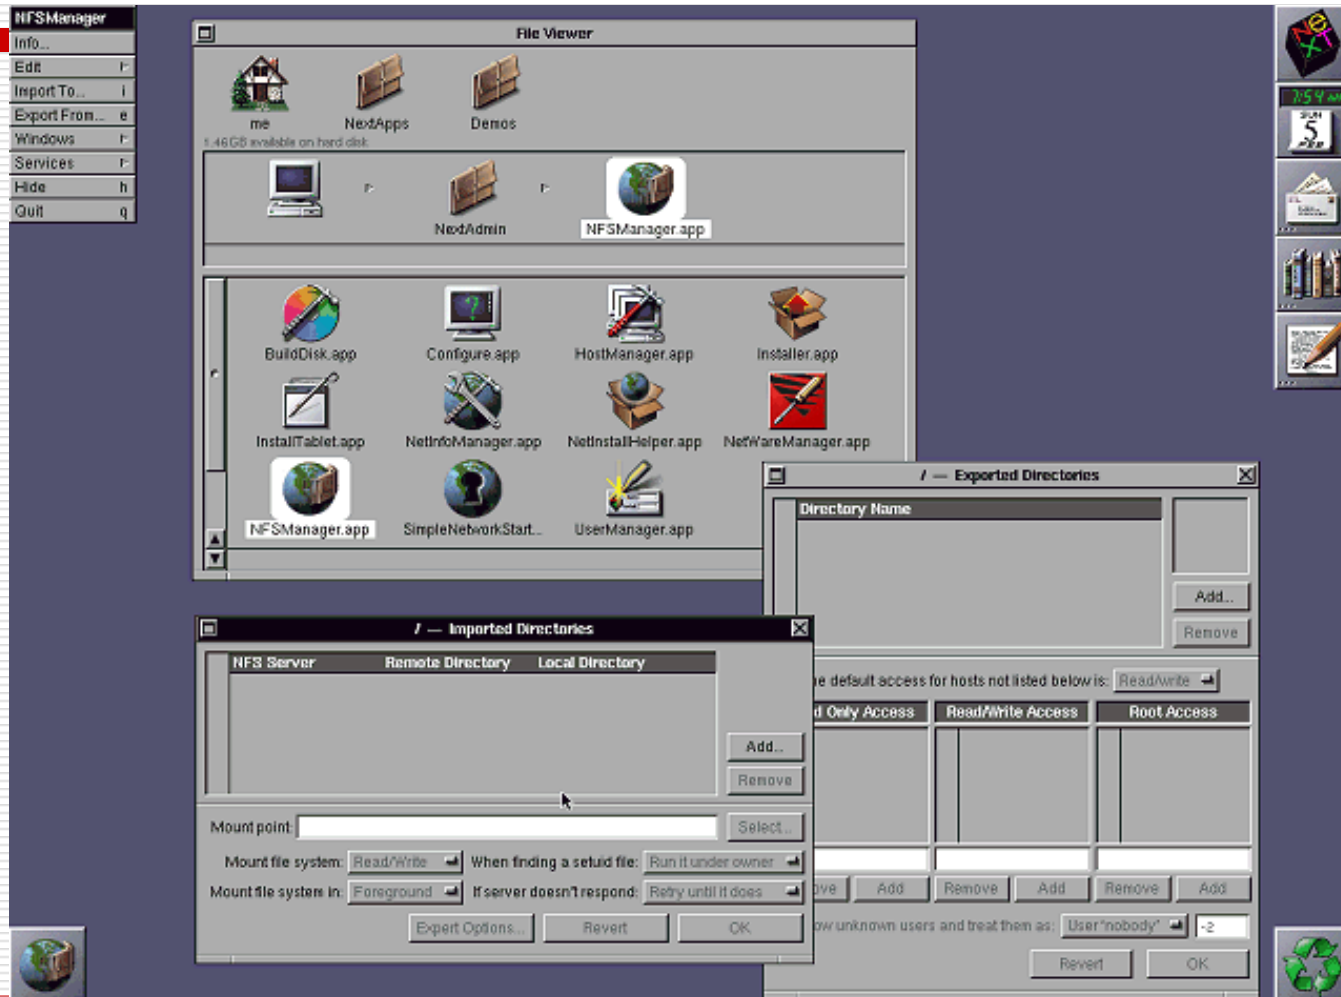 NFSManager
Info...
Edit
Import To... i
Export From... e
Windows
Services
Hide h
Quit q
File Viewer
me NextApps Demos
1.46GB available on hard disk
NextAdmin NFSManager.app
BuildDisk.app Configure.app HostManager.app Installer.app
InstallTablet.app NetInfoManager.app NetInstallHelper.app NetWareManager.app
NFSManager.app SimpleNetworkStart... UserManager.app
/ — Exported Directories
Directory Name
Add...
Remove
default access for hosts not listed below is: Read/write
Only Access Read/Write Access Root Access
Add Remove Add Remove Add
unknown users and treat them as: User "nobody" -2
Revert OK
/ — Imported Directories
NFS Server Remote Directory Local Directory
Add...
Remove
Mount point: Select...
Mount file system: Read/Write When finding a setuid file: Run it under owner
Mount file system in: Foreground If server doesn't respond: Retry until it does
Expert Options... Revert OK
NeXT
7:54
SUN
5
FEB